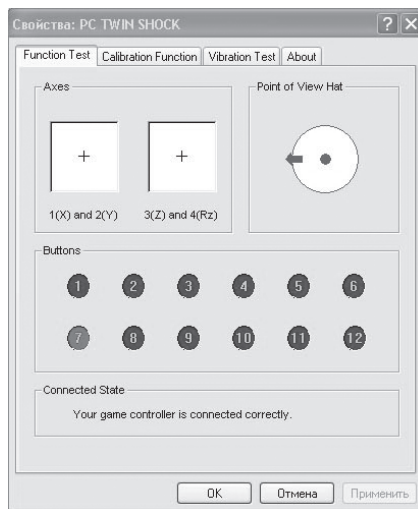 Свойства: PC TWIN SHOCK
Function Test Calibration Function Vibration Test About
Axes
1(X) and 2(Y) 3(Z) and 4(Rz)
Point of View Hat
Buttons
1 2 3 4 5 6
7 8 9 10 11 12
Connected State
Your game controller is connected correctly.
OK Отмена Применить